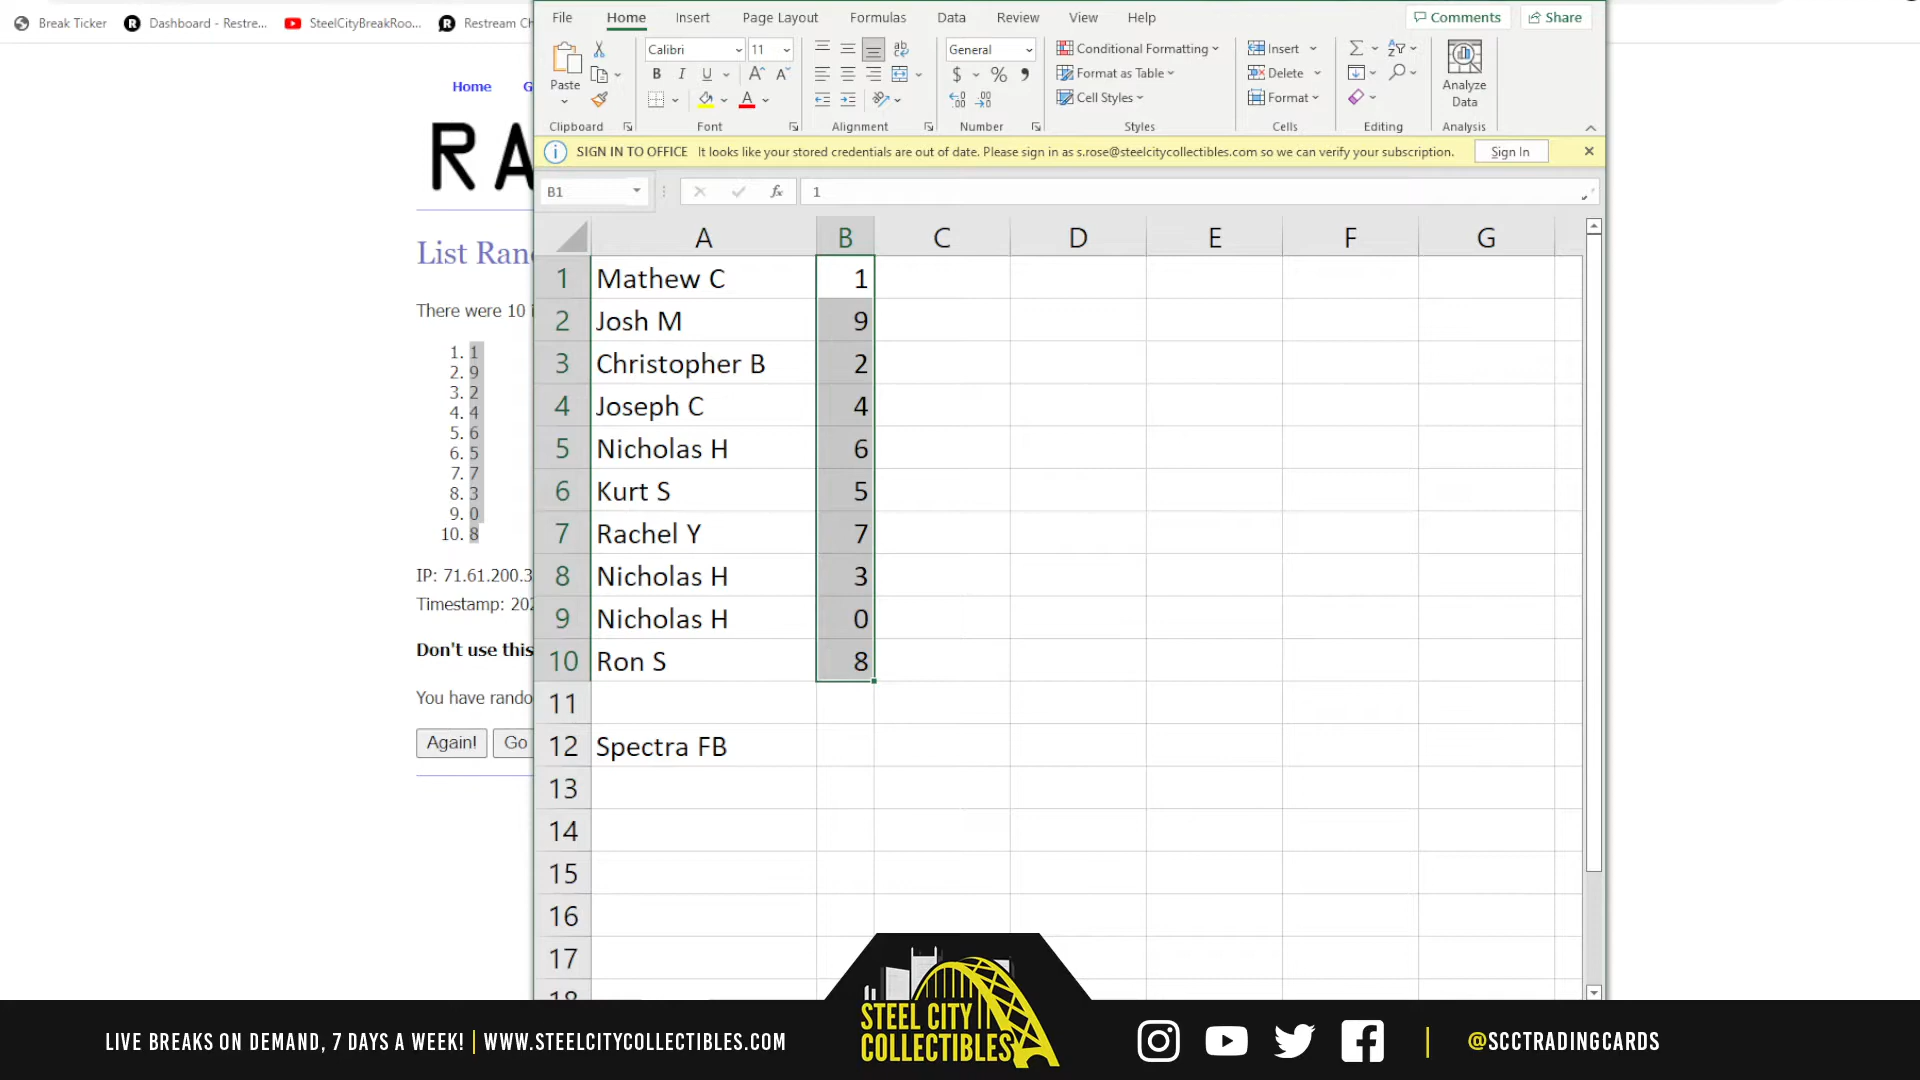 Break Ticker
Dashboard - Restre...
SteelCityBreakRoo...
Restream Ch
Home
G
RA
List Ran
There were 10 i
1. 1
2. 9
3. 2
4. 4
5. 6
6. 5
7. 7
8. 3
9. 0
10. 8
IP: 71.61.200.3
Timestamp: 202
Don't use this
You have rando
Again!
Go
File
Home
Insert
Page Layout
Formulas
Data
Review
View
Help
Comments
Share
Paste
Calibri
11
B I U
General
$ % ,
Conditional Formatting
Format as Table
Cell Styles
Insert
Delete
Format
Analyze
Data
Clipboard
Font
Alignment
Number
Styles
Cells
Editing
Analysis
SIGN IN TO OFFICE It looks like your stored credentials are out of date. Please sign in as s.rose@steelcitycollectibles.com so we can verify your subscription.
Sign In
B1
fx
1
A B C D E F G
1 Mathew C 1
2 Josh M 9
3 Christopher B 2
4 Joseph C 4
5 Nicholas H 6
6 Kurt S 5
7 Rachel Y 7
8 Nicholas H 3
9 Nicholas H 0
10 Ron S 8
11
12 Spectra FB
13
14
15
16
17
18
LIVE BREAKS ON DEMAND, 7 DAYS A WEEK! | WWW.STEELCITYCOLLECTIBLES.COM
STEEL CITY
COLLECTIBLES
@SCCTRADINGCARDS